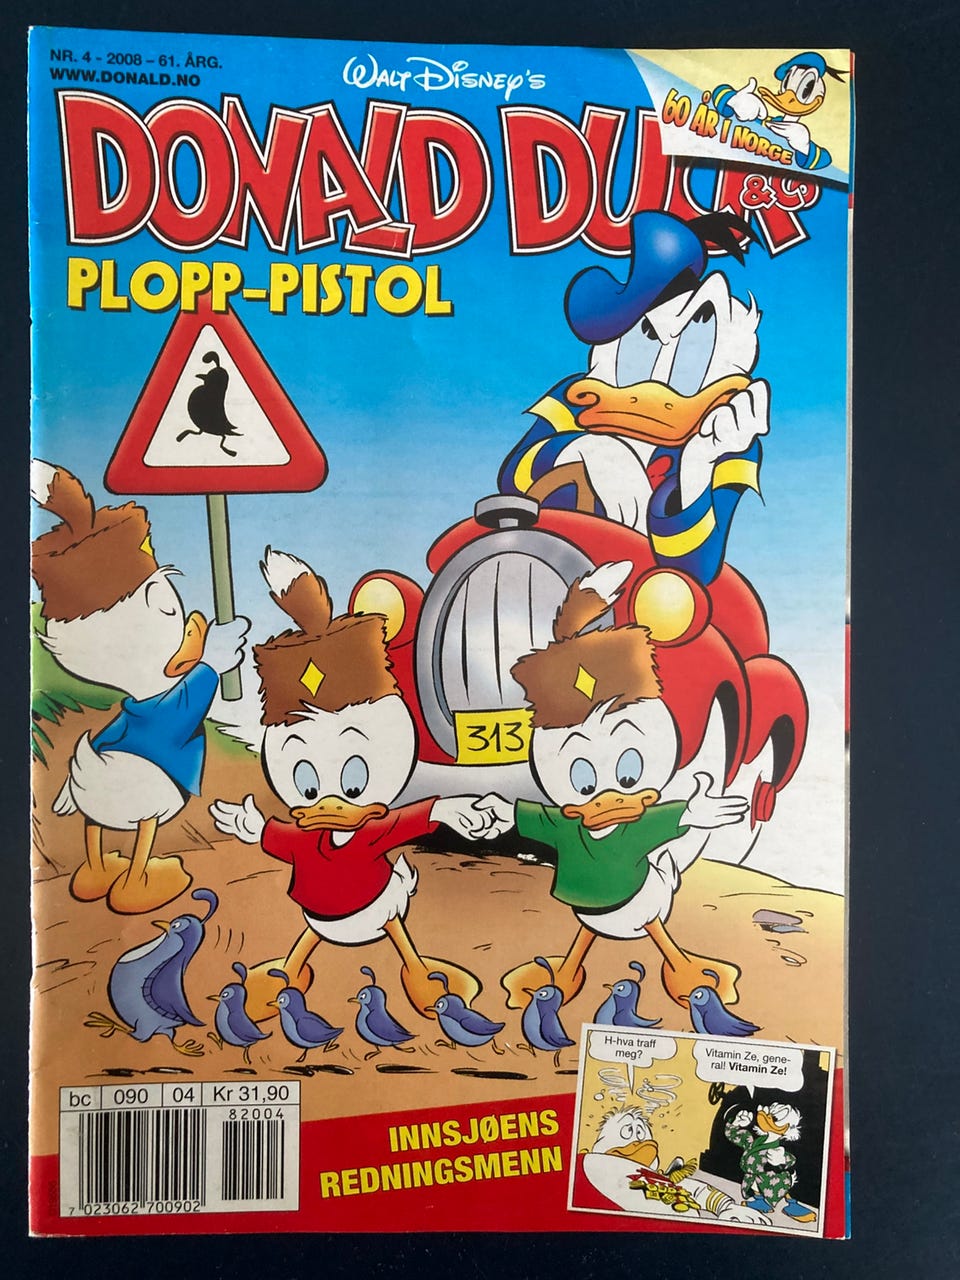 NR. 4 - 2008 - 61. ÅRG.
WWW.DONALD.NO
WALT DISNEY'S
60 ÅR I NORGE
DONALD DUCK
& Co
PLOPP-PISTOL
313
H-hva traff
meg?
Vitamin Ze, gene-
ral! Vitamin Ze!
bc 090 04 Kr 31,90
82004
7 023062 700902
INNSJØENS
REDNINGSMENN